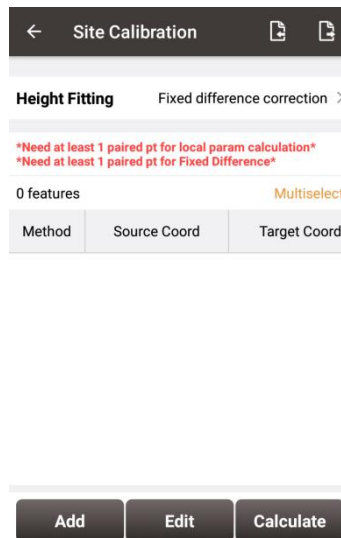 Site Calibration
Height Fitting Fixed difference correction
*Need at least 1 paired pt for local param calculation*
*Need at least 1 paired pt for Fixed Difference*
0 features Multiselect
Method Source Coord Target Coord
Add Edit Calculate